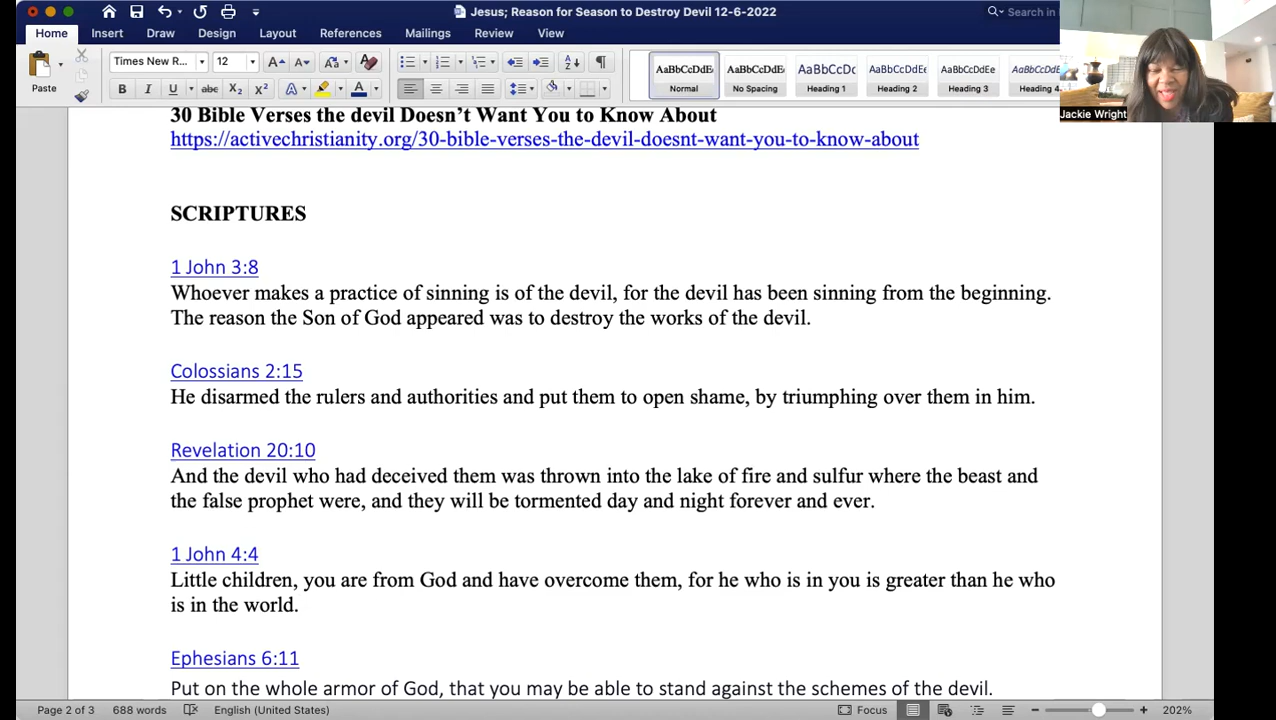 Jesus; Reason for Season to Destroy Devil 12-6-2022
Search in
Home Insert Draw Design Layout References Mailings Review View
Paste
Times New R... 12
AaBbCcDdE Normal
AaBbCcDdE No Spacing
AaBbCcDc Heading 1
AaBbCcDdE Heading 2
AaBbCcDdEe Heading 3
AaBbCcDdE Heading 4
Jackie Wright
30 Bible Verses the devil Doesn’t Want You to Know About
https://activechristianity.org/30-bible-verses-the-devil-doesnt-want-you-to-know-about
SCRIPTURES
1 John 3:8
Whoever makes a practice of sinning is of the devil, for the devil has been sinning from the beginning.
The reason the Son of God appeared was to destroy the works of the devil.
Colossians 2:15
He disarmed the rulers and authorities and put them to open shame, by triumphing over them in him.
Revelation 20:10
And the devil who had deceived them was thrown into the lake of fire and sulfur where the beast and
the false prophet were, and they will be tormented day and night forever and ever.
1 John 4:4
Little children, you are from God and have overcome them, for he who is in you is greater than he who
is in the world.
Ephesians 6:11
Put on the whole armor of God, that you may be able to stand against the schemes of the devil.
Page 2 of 3 688 words English (United States) Focus 202%